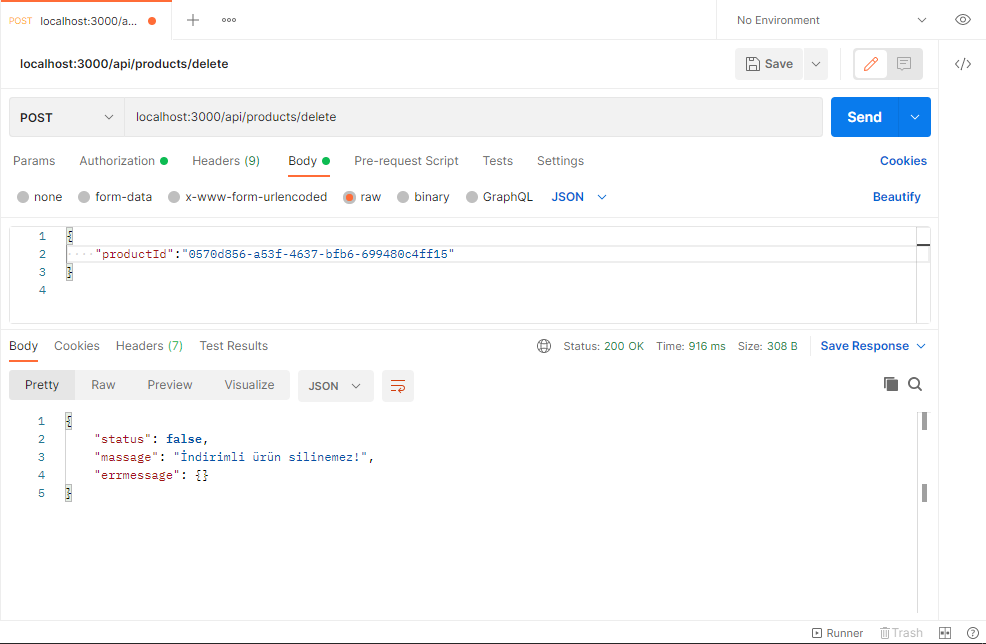 POST localhost:3000/a... No Environment
localhost:3000/api/products/delete Save
POST localhost:3000/api/products/delete Send
Params Authorization Headers (9) Body Pre-request Script Tests Settings Cookies
none form-data x-www-form-urlencoded raw binary GraphQL JSON Beautify
1 {
2 "productId":"0570d856-a53f-4637-bfb6-699480c4ff15"
3 }
4
Body Cookies Headers (7) Test Results Status: 200 OK Time: 916 ms Size: 308 B Save Response
Pretty Raw Preview Visualize JSON
1 {
2 "status": false,
3 "massage": "İndirimli ürün silinemez!",
4 "errmessage": {}
5 }
Runner Trash